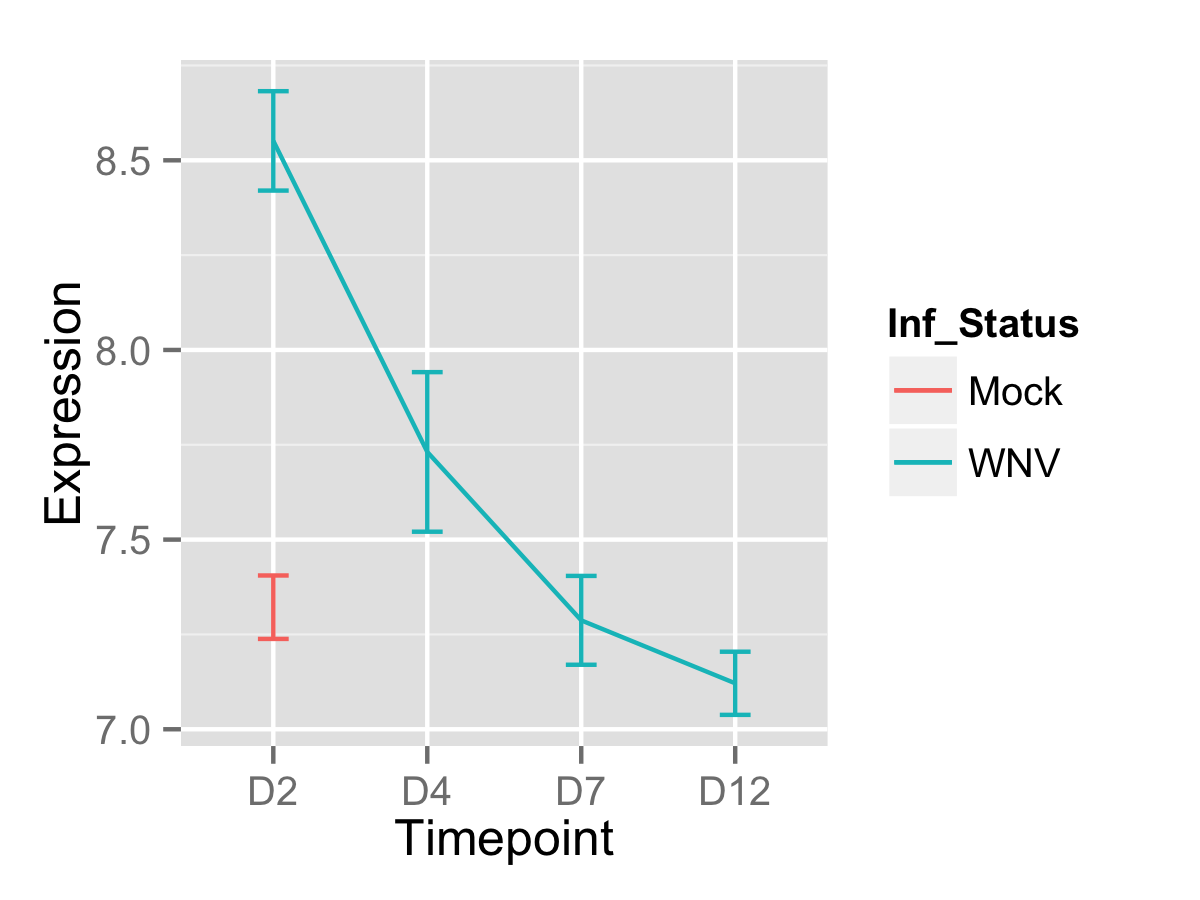 Expression
8.5
8.0
7.5
7.0
D2 D4 D7 D12
Timepoint
Inf_Status
Mock
WNV